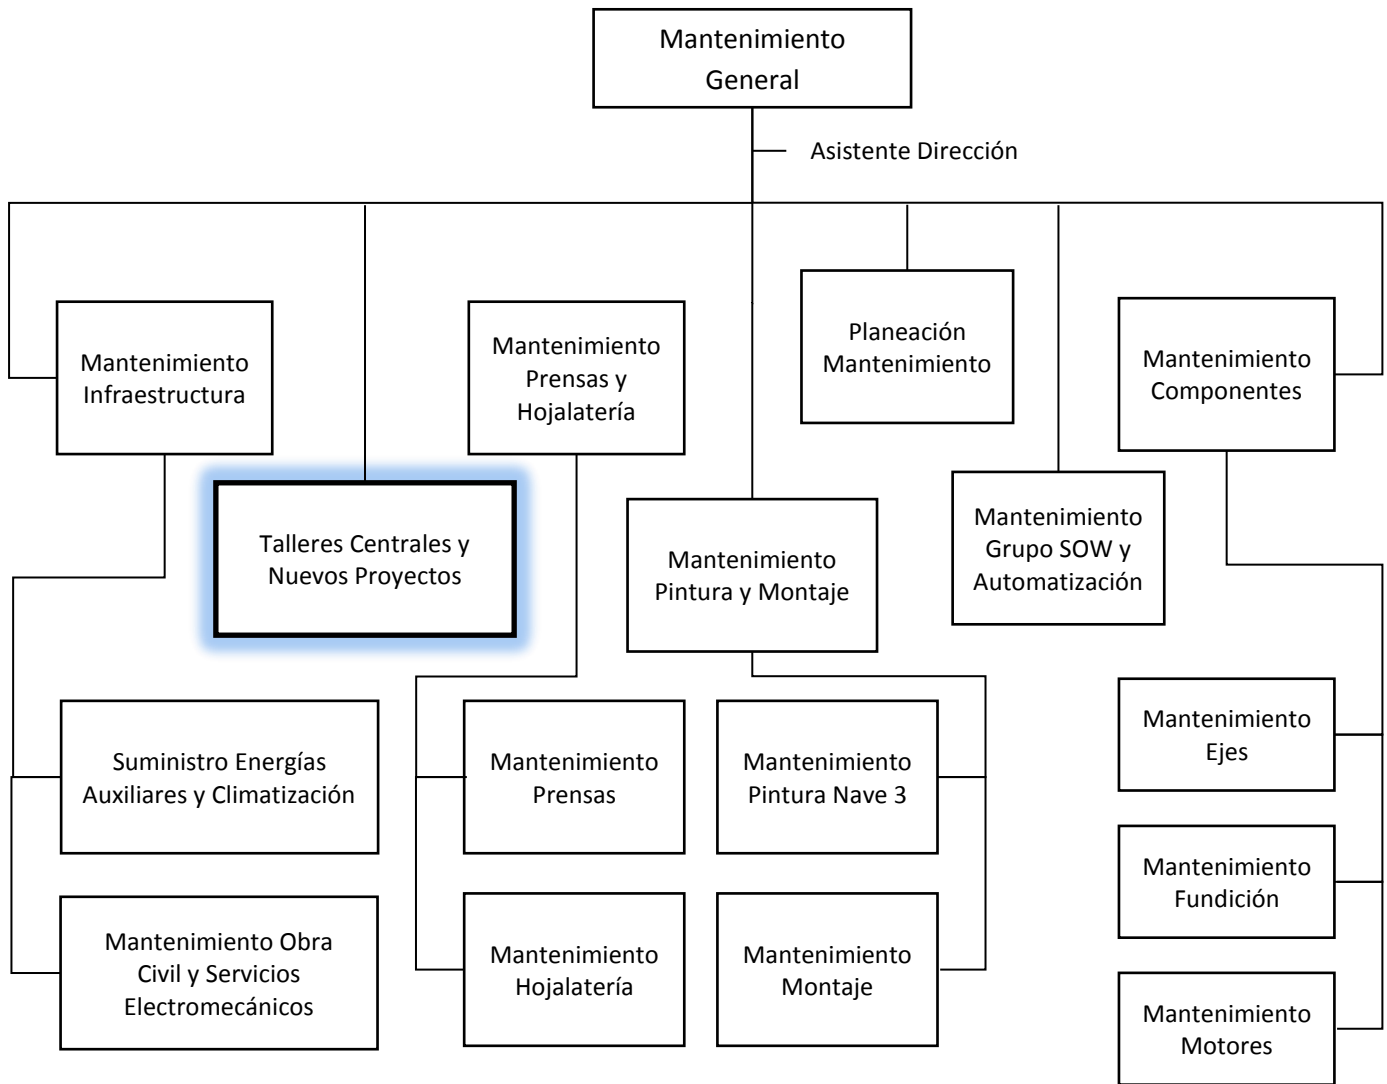 Mantenimiento
General
Asistente Dirección
Mantenimiento
Infraestructura
Mantenimiento
Prensas y
Hojalatería
Planeación
Mantenimiento
Mantenimiento
Componentes
Talleres Centrales y
Nuevos Proyectos
Mantenimiento
Pintura y Montaje
Mantenimiento
Grupo SOW y
Automatización
Suministro Energías
Auxiliares y Climatización
Mantenimiento
Prensas
Mantenimiento
Pintura Nave 3
Mantenimiento
Ejes
Mantenimiento
Fundición
Mantenimiento Obra
Civil y Servicios
Electromecánicos
Mantenimiento
Hojalatería
Mantenimiento
Montaje
Mantenimiento
Motores